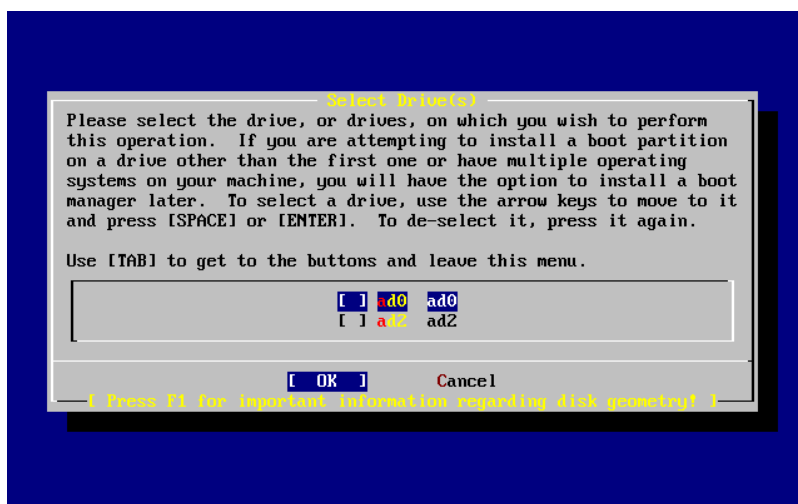 Select Drive(s)
Please select the drive, or drives, on which you wish to perform
this operation.  If you are attempting to install a boot partition
on a drive other than the first one or have multiple operating
systems on your machine, you will have the option to install a boot
manager later.  To select a drive, use the arrow keys to move to it
and press [SPACE] or [ENTER].  To de-select it, press it again.
Use [TAB] to get to the buttons and leave this menu.
[ ] ad0  ad0
[ ] ad2  ad2
[  OK  ]  Cancel
[ Press F1 for important information regarding disk geometry! ]